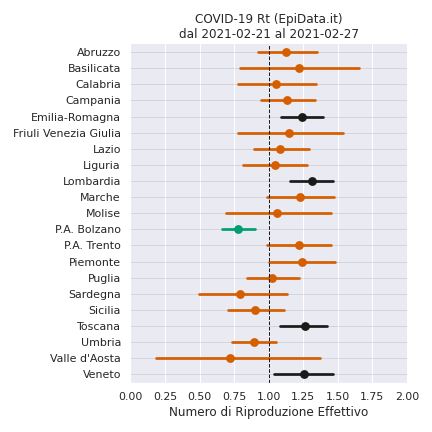 COVID-19 Rt (EpiData.it)
dal 2021-02-21 al 2021-02-27
Abruzzo
Basilicata
Calabria
Campania
Emilia-Romagna
Friuli Venezia Giulia
Lazio
Liguria
Lombardia
Marche
Molise
P.A. Bolzano
P.A. Trento
Piemonte
Puglia
Sardegna
Sicilia
Toscana
Umbria
Valle d'Aosta
Veneto
0.00 0.25 0.50 0.75 1.00 1.25 1.50 1.75 2.00
Numero di Riproduzione Effettivo